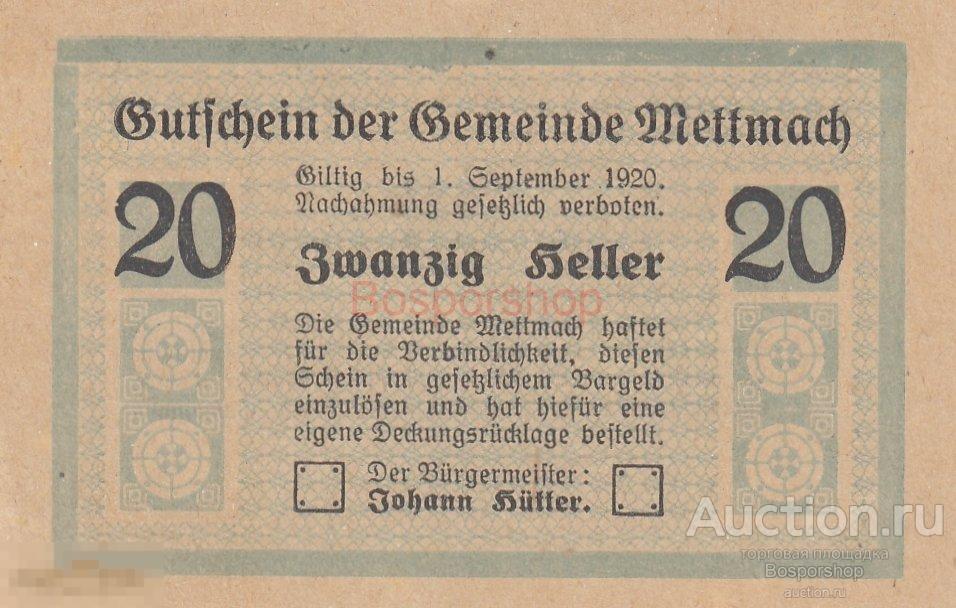 Gutschein der Gemeinde Mettmach
20
Giltig bis 1. September 1920.
Nachahmung gesetzlich verboten.
20
Zwanzig Heller
Bosporshop
Die Gemeinde Mettmach haftet
für die Verbindlichkeit, diesen
Schein in gesetzlichem Bargeld
einzulösen und hat hiefür eine
eigene Deckungsrücklage bestellt.
Der Bürgermeister:
Johann Hütter.
Auction.ru
торговая площадка
Bosporshop
auction.ru